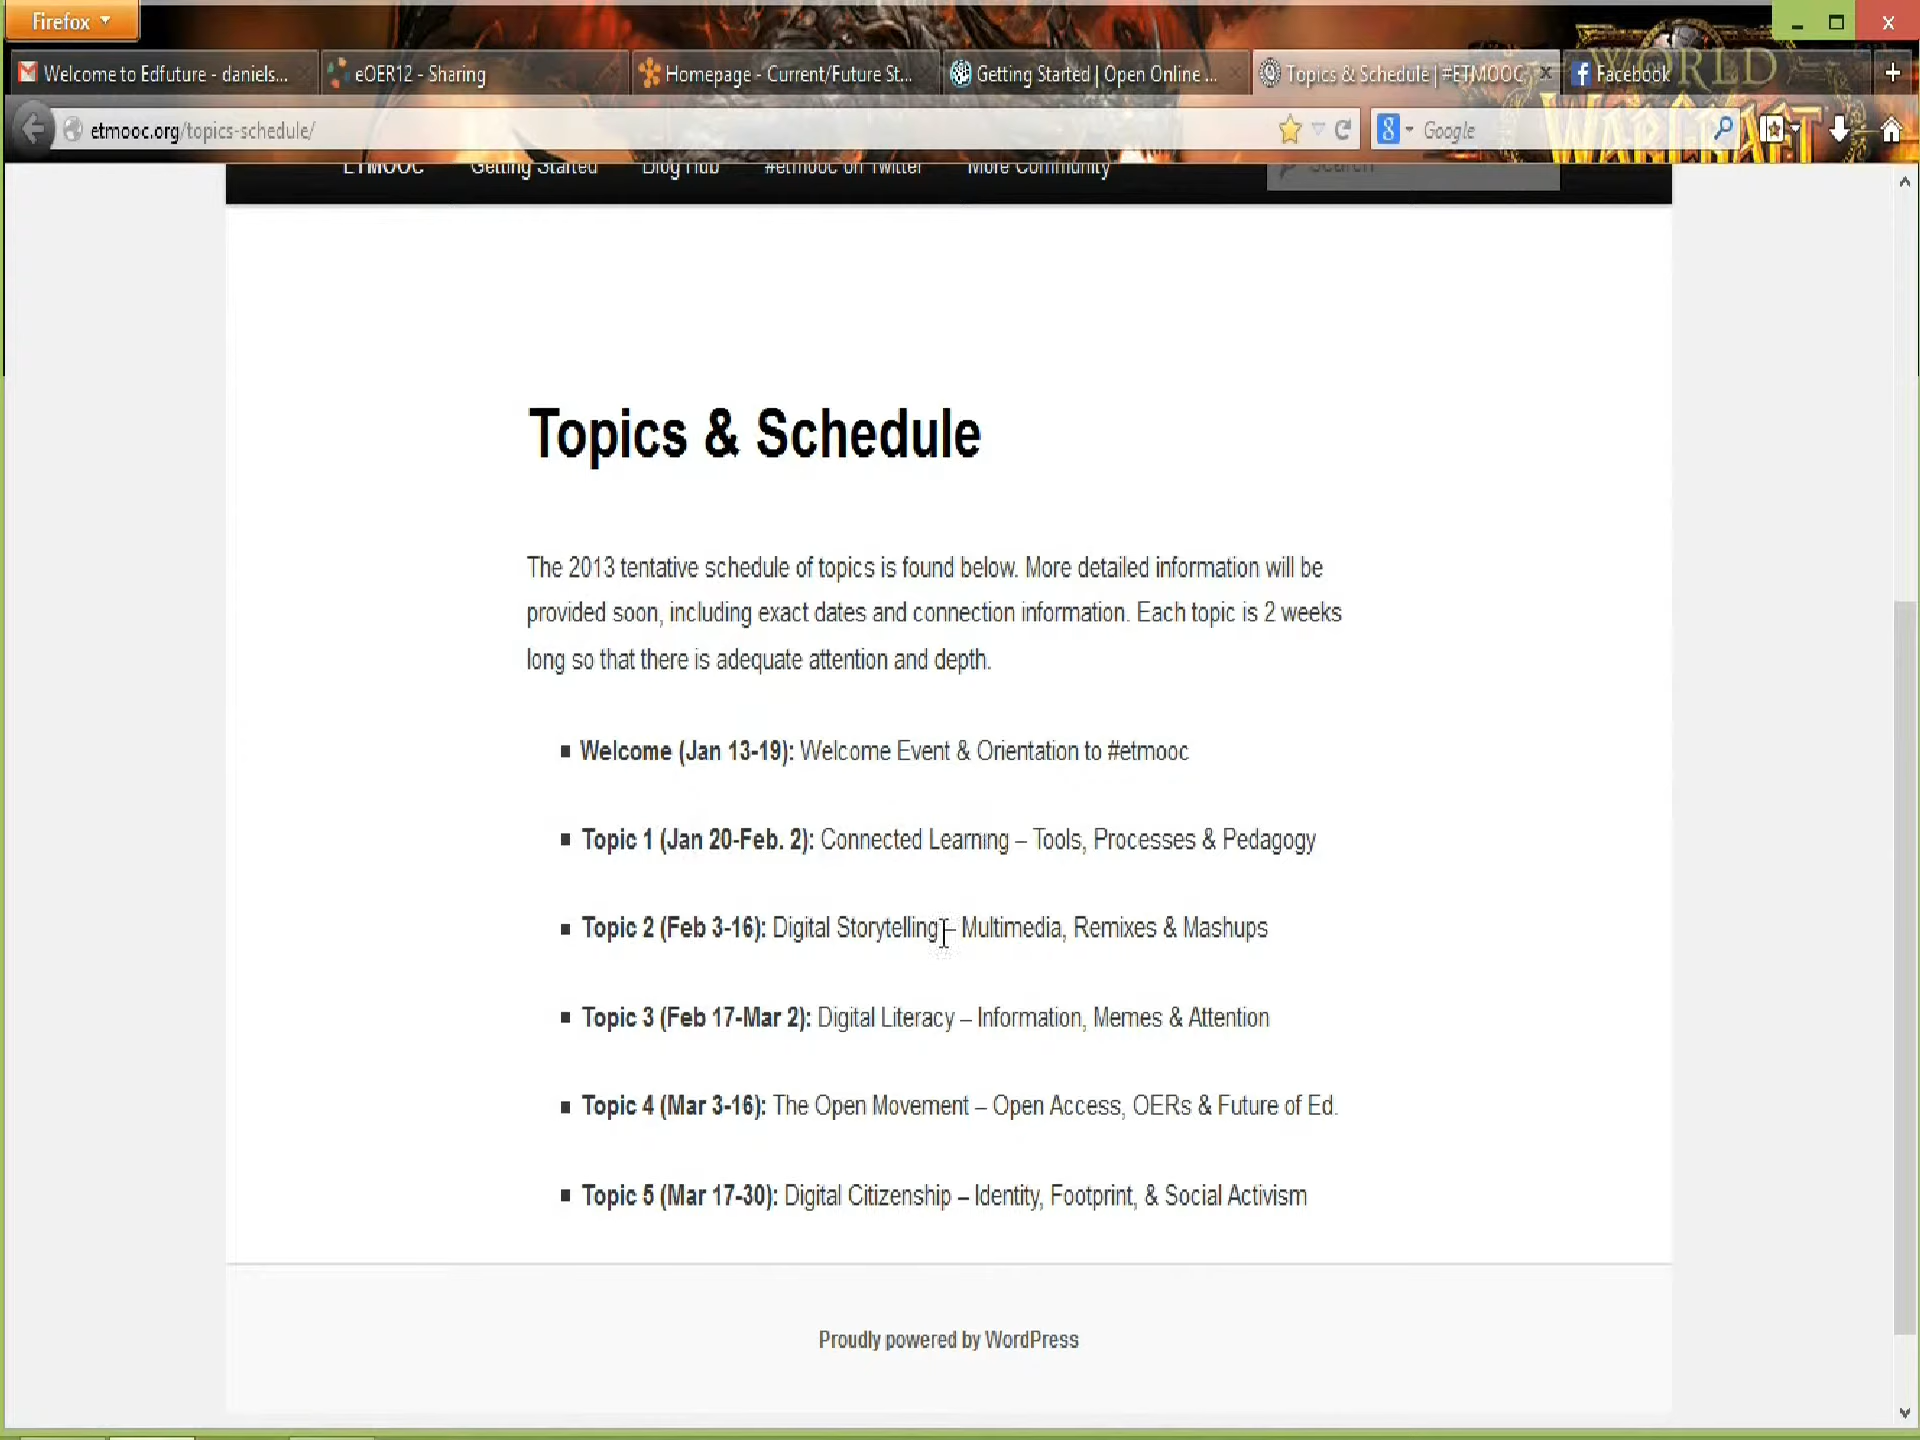 Firefox
Welcome to Edfuture - daniels...
eOER12 - Sharing
Homepage - Current/Future St...
Getting Started | Open Online ...
Topics & Schedule | #ETMOOC
Facebook
WORLD
WARCRAFT
etmooc.org/topics-schedule/
Google
ETMOOC
Getting Started
Blog Hub
#etmooc on Twitter
More Community
Search
Topics & Schedule
The 2013 tentative schedule of topics is found below. More detailed information will be
provided soon, including exact dates and connection information. Each topic is 2 weeks
long so that there is adequate attention and depth.
Welcome (Jan 13-19): Welcome Event & Orientation to #etmooc
Topic 1 (Jan 20-Feb. 2): Connected Learning – Tools, Processes & Pedagogy
Topic 2 (Feb 3-16): Digital Storytelling – Multimedia, Remixes & Mashups
Topic 3 (Feb 17-Mar 2): Digital Literacy – Information, Memes & Attention
Topic 4 (Mar 3-16): The Open Movement – Open Access, OERs & Future of Ed.
Topic 5 (Mar 17-30): Digital Citizenship – Identity, Footprint, & Social Activism
Proudly powered by WordPress